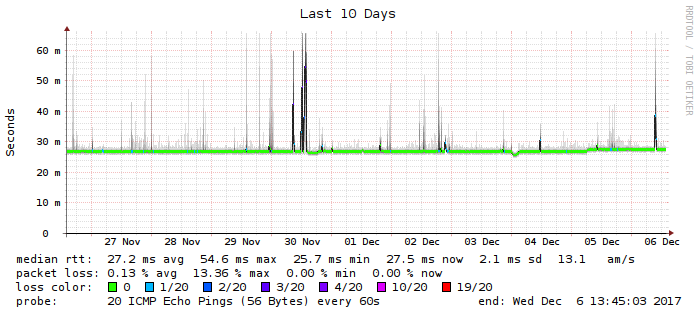 Last 10 Days
RRDTOOL / TOBI OETIKER
Seconds
60 m
50 m
40 m
30 m
20 m
10 m
0
27 Nov 28 Nov 29 Nov 30 Nov 01 Dec 02 Dec 03 Dec 04 Dec 05 Dec 06 Dec
median rtt: 27.2 ms avg 54.6 ms max 25.7 ms min 27.5 ms now 2.1 ms sd 13.1 am/s
packet loss: 0.13 % avg 13.36 % max 0.00 % min 0.00 % now
loss color: 0 1/20 2/20 3/20 4/20 10/20 19/20
probe: 20 ICMP Echo Pings (56 Bytes) every 60s end: Wed Dec 6 13:45:03 2017